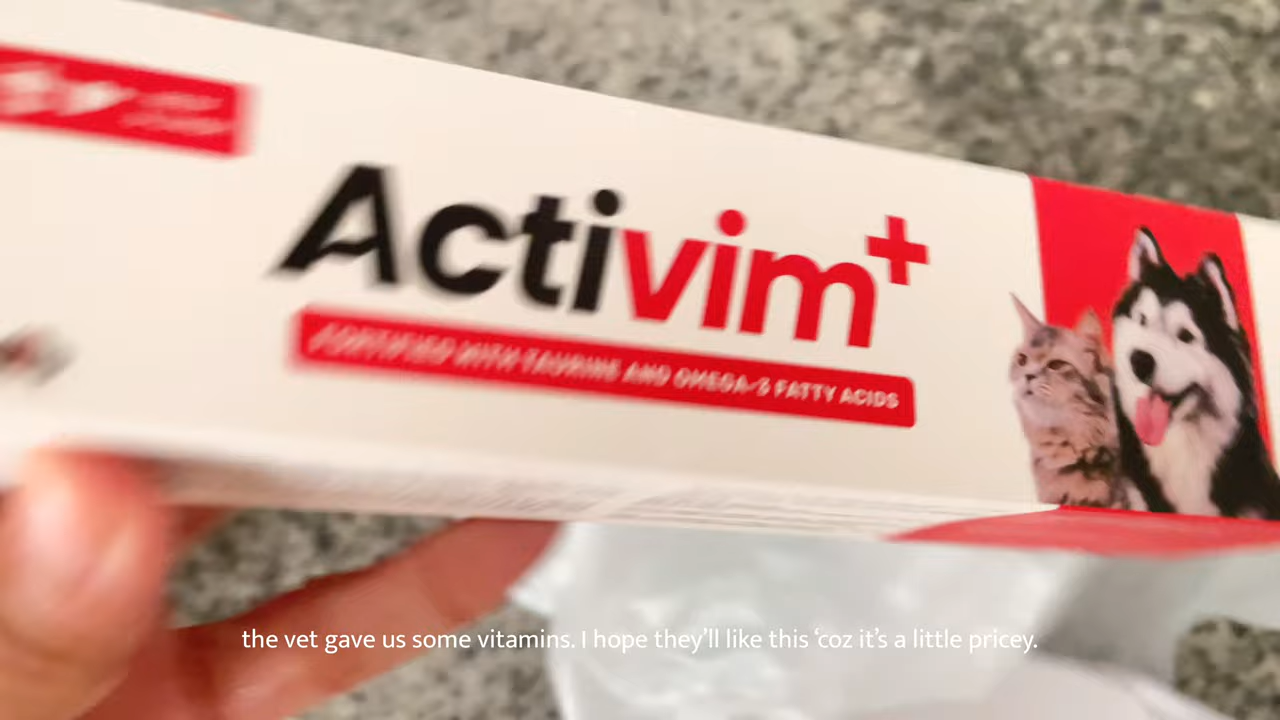 Activim+
FORTIFIED WITH TAURINE AND OMEGA-3 FATTY ACIDS
the vet gave us some vitamins. I hope they’ll like this ‘coz it’s a little pricey.